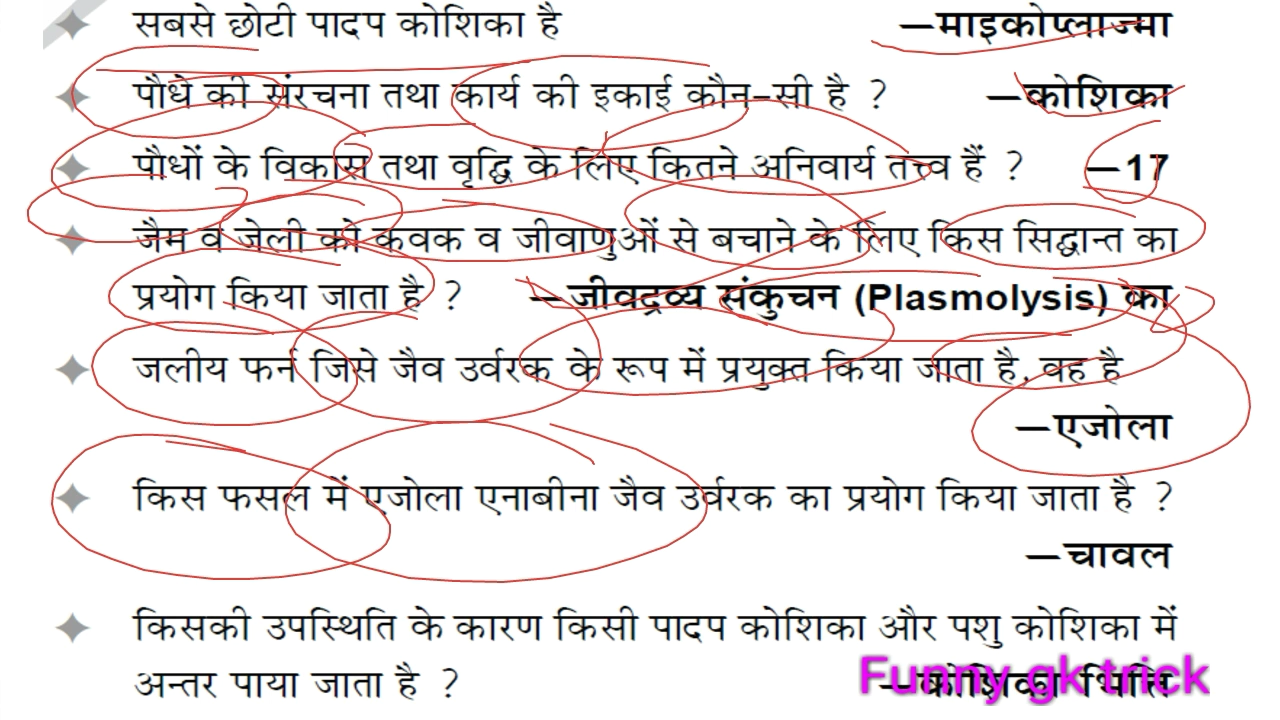 सबसे छोटी पादप कोशिका है —माइकोप्लाज्मा
पौधे की संरचना तथा कार्य की इकाई कौन-सी है ? —कोशिका
पौधों के विकास तथा वृद्धि के लिए कितने अनिवार्य तत्त्व हैं ? —17
जैम व जेली को कवक व जीवाणुओं से बचाने के लिए किस सिद्धान्त का
प्रयोग किया जाता है ? —जीवद्रव्य संकुचन (Plasmolysis) का
जलीय फर्न जिसे जैव उर्वरक के रूप में प्रयुक्त किया जाता है, वह है
—एजोला
किस फसल में एजोला एनाबीना जैव उर्वरक का प्रयोग किया जाता है ?
—चावल
किसकी उपस्थिति के कारण किसी पादप कोशिका और पशु कोशिका में
अन्तर पाया जाता है ? —कोशिका भित्ति
Funny gk trick